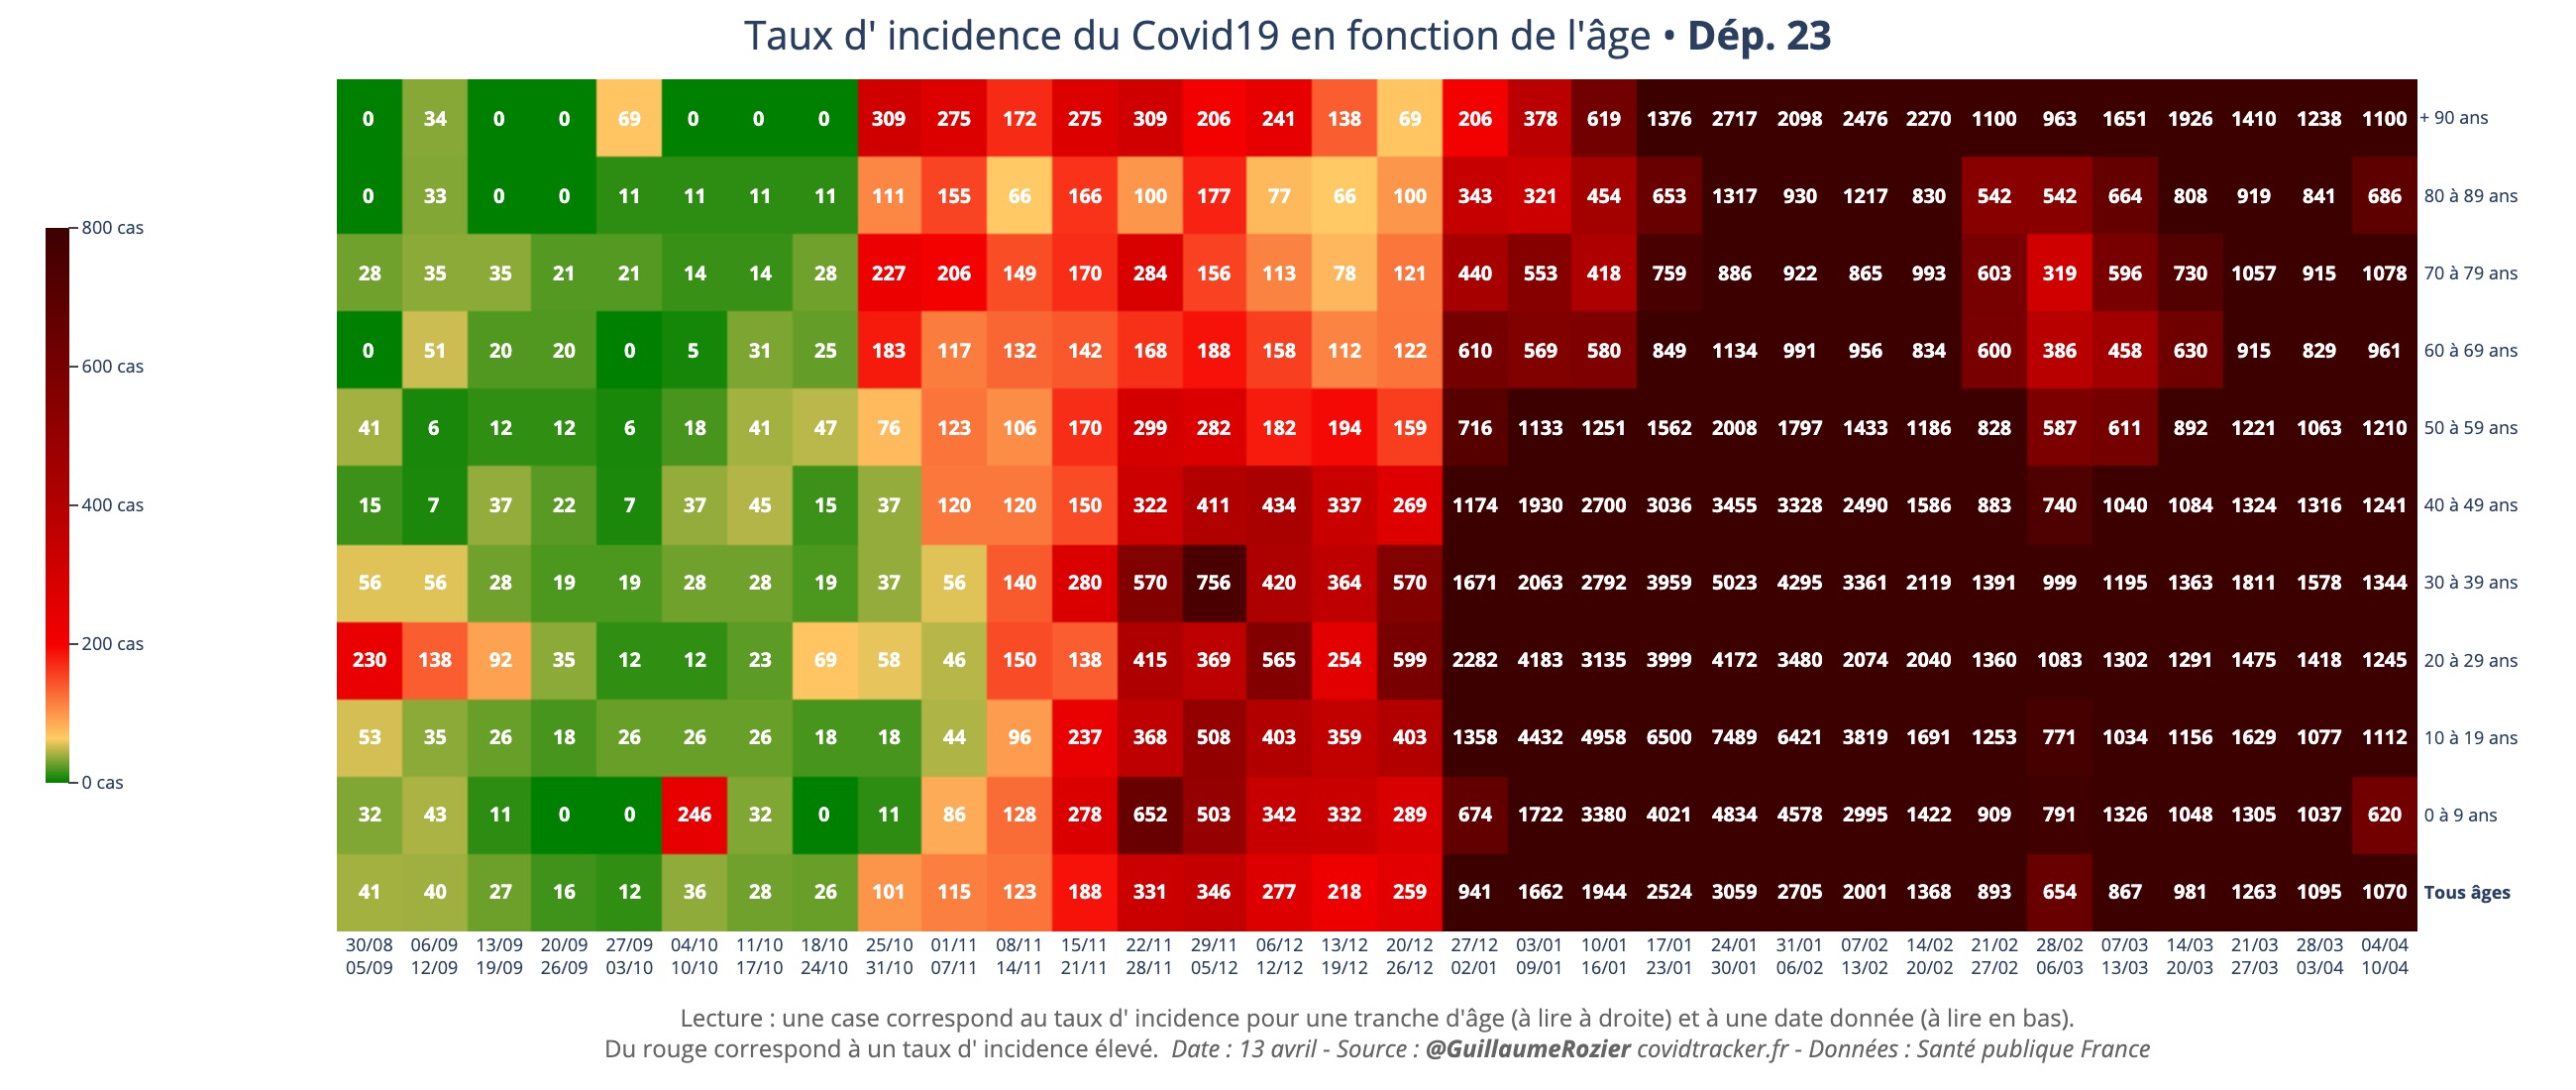 Taux d' incidence du Covid19 en fonction de l'âge • Dép. 23
800 cas
600 cas
400 cas
200 cas
0 cas
0 34 0 0 69 0 0 0 309 275 172 275 309 206 241 138 69 206 378 619 1376 2717 2098 2476 2270 1100 963 1651 1926 1410 1238 1100 + 90 ans
0 33 0 0 11 11 11 11 111 155 66 166 100 177 77 66 100 343 321 454 653 1317 930 1217 830 542 542 664 808 919 841 686 80 à 89 ans
28 35 35 21 21 14 14 28 227 206 149 170 284 156 113 78 121 440 553 418 759 886 922 865 993 603 319 596 730 1057 915 1078 70 à 79 ans
0 51 20 20 0 5 31 25 183 117 132 142 168 188 158 112 122 610 569 580 849 1134 991 956 834 600 386 458 630 915 829 961 60 à 69 ans
41 6 12 12 6 18 41 47 76 123 106 170 299 282 182 194 159 716 1133 1251 1562 2008 1797 1433 1186 828 587 611 892 1221 1063 1210 50 à 59 ans
15 7 37 22 7 37 45 15 37 120 120 150 322 411 434 337 269 1174 1930 2700 3036 3455 3328 2490 1586 883 740 1040 1084 1324 1316 1241 40 à 49 ans
56 56 28 19 19 28 28 19 37 56 140 280 570 756 420 364 570 1671 2063 2792 3959 5023 4295 3361 2119 1391 999 1195 1363 1811 1578 1344 30 à 39 ans
230 138 92 35 12 12 23 69 58 46 150 138 415 369 565 254 599 2282 4183 3135 3999 4172 3480 2074 2040 1360 1083 1302 1291 1475 1418 1245 20 à 29 ans
53 35 26 18 26 26 26 18 18 44 96 237 368 508 403 359 403 1358 4432 4958 6500 7489 6421 3819 1691 1253 771 1034 1156 1629 1077 1112 10 à 19 ans
32 43 11 0 0 246 32 0 11 86 128 278 652 503 342 332 289 674 1722 3380 4021 4834 4578 2995 1422 909 791 1326 1048 1305 1037 620 0 à 9 ans
41 40 27 16 12 36 28 26 101 115 123 188 331 346 277 218 259 941 1662 1944 2524 3059 2705 2001 1368 893 654 867 981 1263 1095 1070 Tous âges
30/08 06/09 13/09 20/09 27/09 04/10 11/10 18/10 25/10 01/11 08/11 15/11 22/11 29/11 06/12 13/12 20/12 27/12 03/01 10/01 17/01 24/01 31/01 07/02 14/02 21/02 28/02 07/03 14/03 21/03 28/03 04/04
05/09 12/09 19/09 26/09 03/10 10/10 17/10 24/10 31/10 07/11 14/11 21/11 28/11 05/12 12/12 19/12 26/12 02/01 09/01 16/01 23/01 30/01 06/02 13/02 20/02 27/02 06/03 13/03 20/03 27/03 03/04 10/04
Lecture : une case correspond au taux d' incidence pour une tranche d'âge (à lire à droite) et à une date donnée (à lire en bas).
Du rouge correspond à un taux d' incidence élevé. Date : 13 avril - Source : @GuillaumeRozier covidtracker.fr - Données : Santé publique France